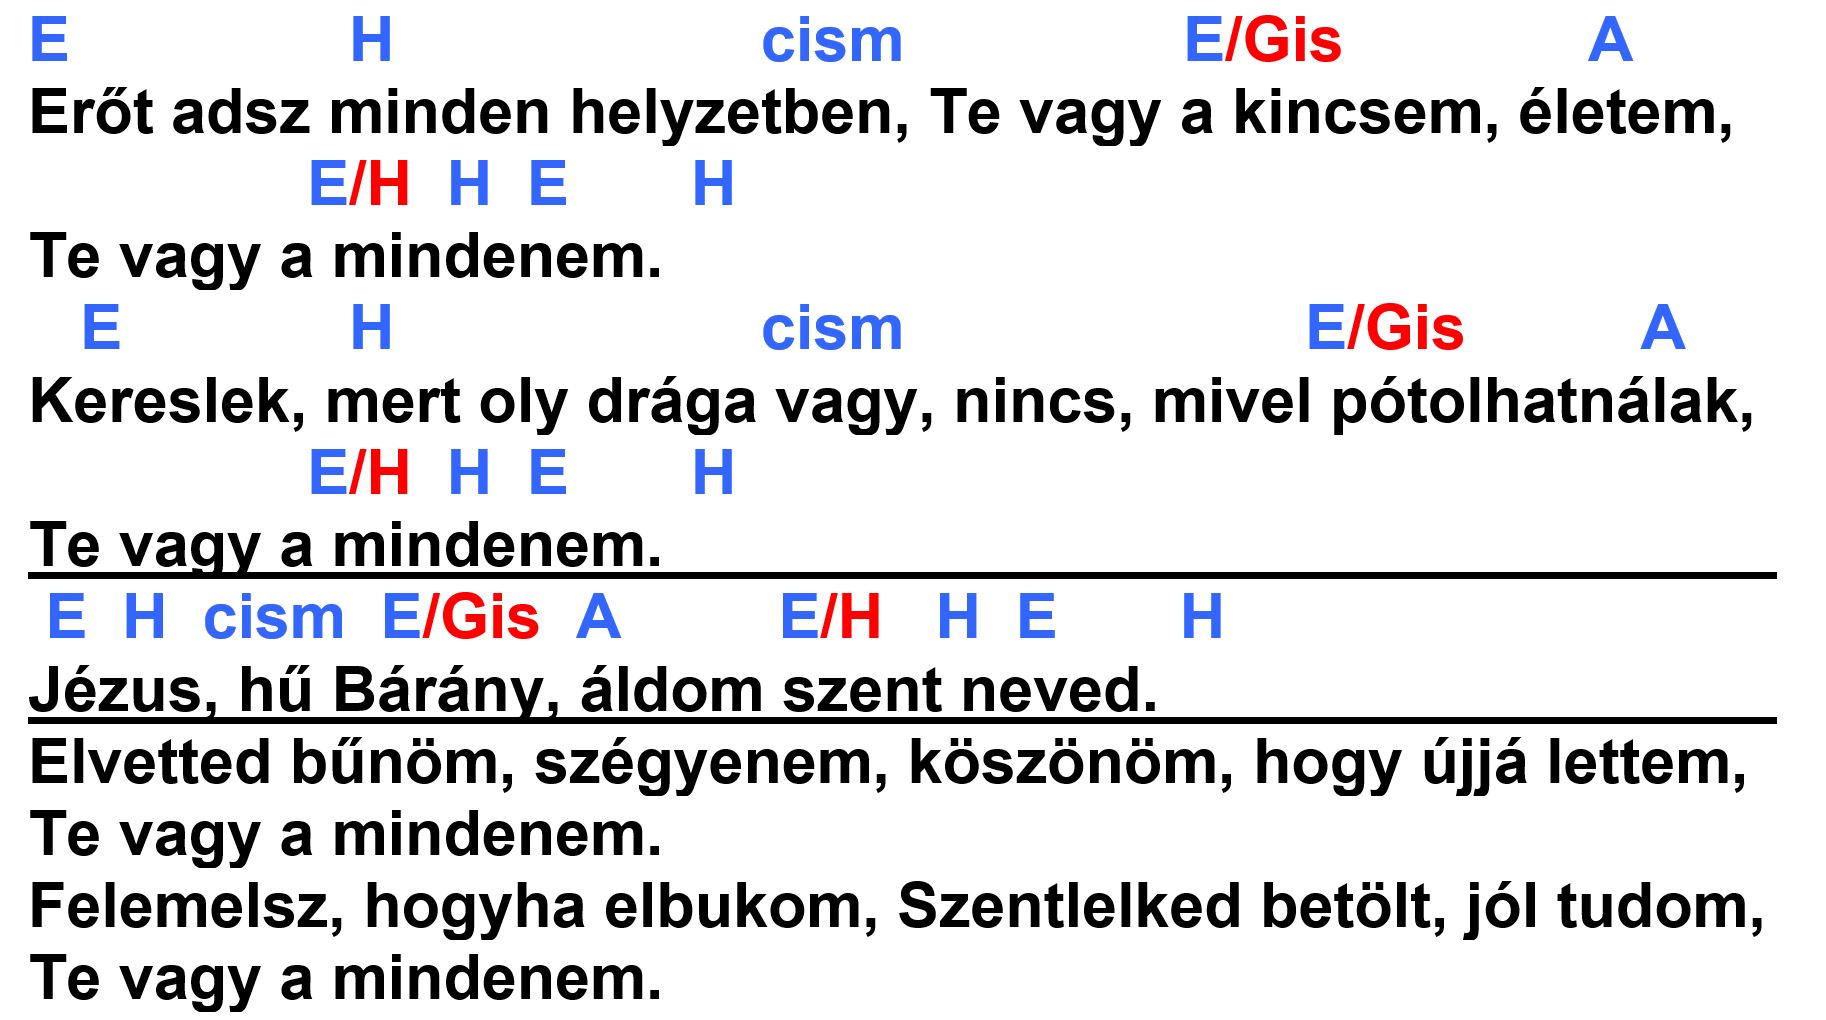 E H cism E/Gis A
Erőt adsz minden helyzetben, Te vagy a kincsem, életem,
E/H H E H
Te vagy a mindenem.
E H cism E/Gis A
Kereslek, mert oly drága vagy, nincs, mivel pótolhatnálak,
E/H H E H
Te vagy a mindenem.
E H cism E/Gis A E/H H E H
Jézus, hű Bárány, áldom szent neved.
Elvetted bűnöm, szégyenem, köszönöm, hogy újjá lettem,
Te vagy a mindenem.
Felemelsz, hogyha elbukom, Szentlelked betölt, jól tudom,
Te vagy a mindenem.